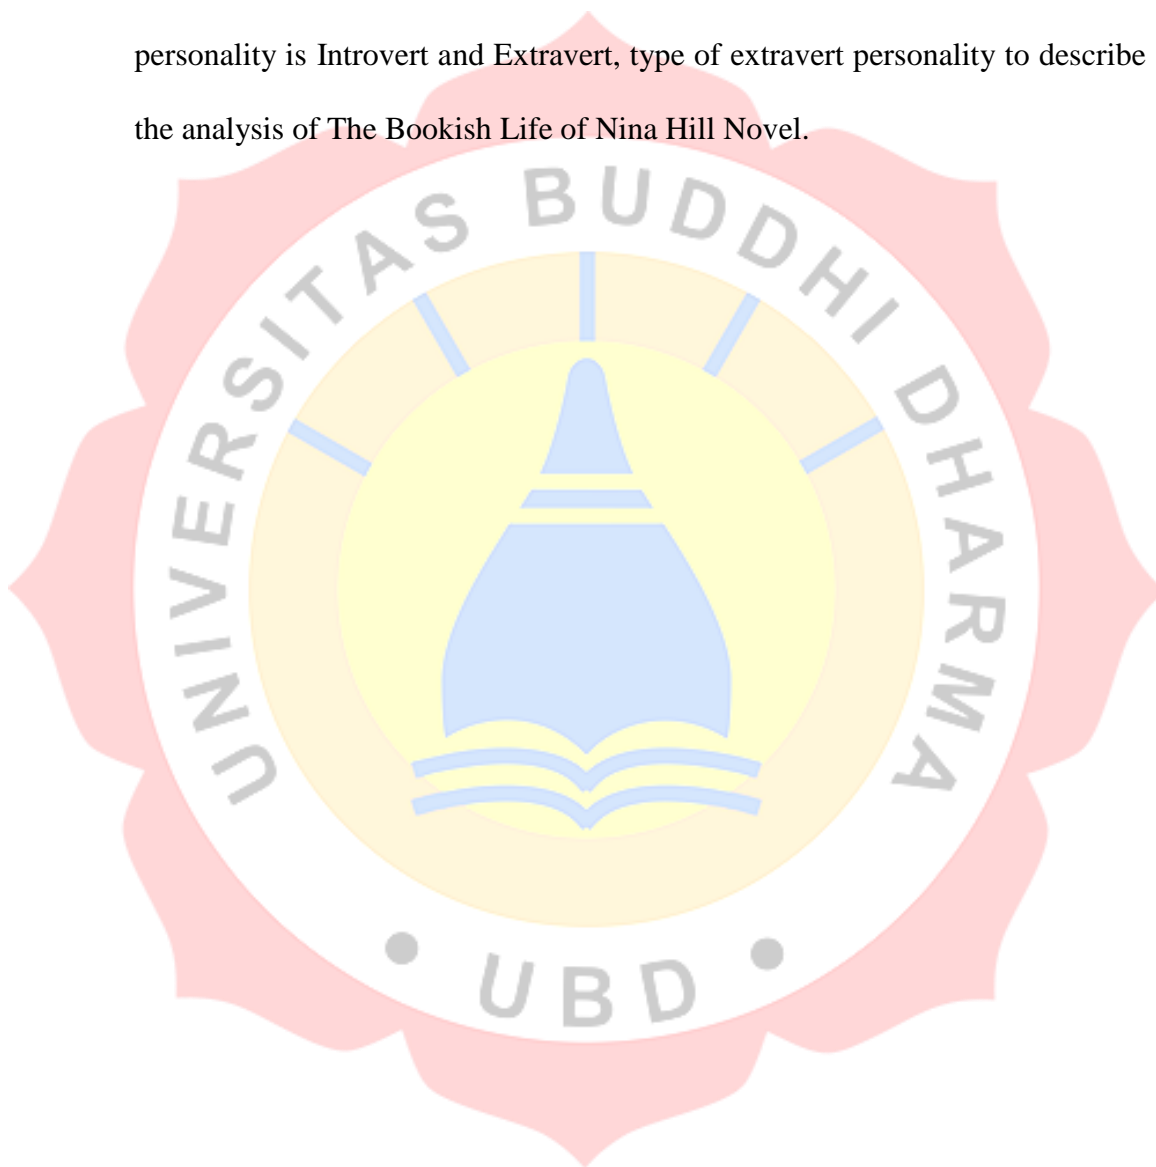 personality is Introvert and Extravert, type of extravert personality to describe
the analysis of The Bookish Life of Nina Hill Novel.
UNIVERSITAS BUDDHI DHARMA
• UBD •